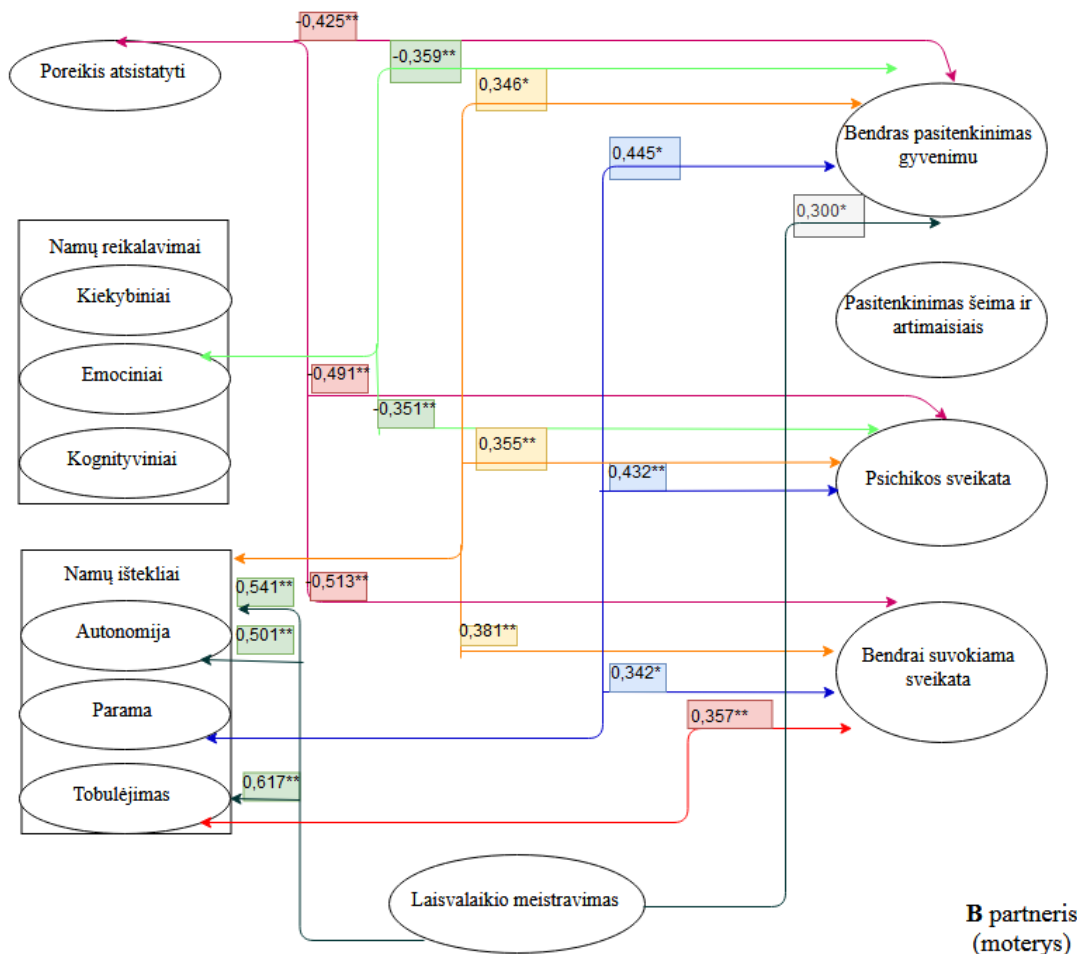 -0,425**
-0,359**
Poreikis atsistatyti
0,346*
Bendras pasitenkinimas
gyvenimu
0,445*
0,300*
Namų reikalavimai
Kiekybiniai
Pasitenkinimas šeima ir
artimaisiais
Emociniai
-0,491**
-0,351**
Kognityviniai
0,355**
0,432**
Psichikos sveikata
Namų ištekliai
0,541**
-0,513**
Autonomija
0,501**
0,381**
Bendrai suvokiama
sveikata
0,342*
Parama
0,357**
0,617**
Tobulėjimas
Laisvalaikio meistravimas
B partneris
(moterys)